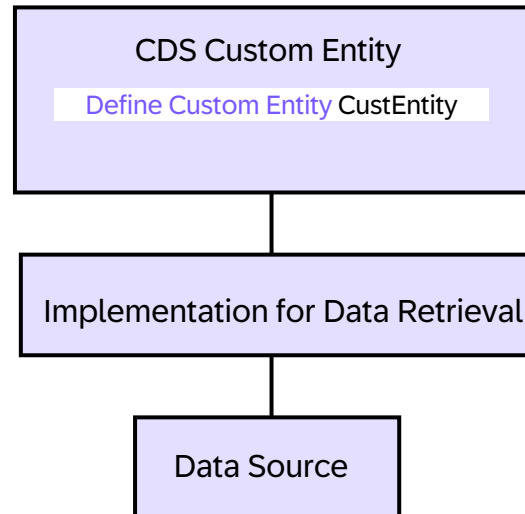 CDS Custom Entity
Define Custom Entity CustEntity
Implementation for Data Retrieval
Data Source